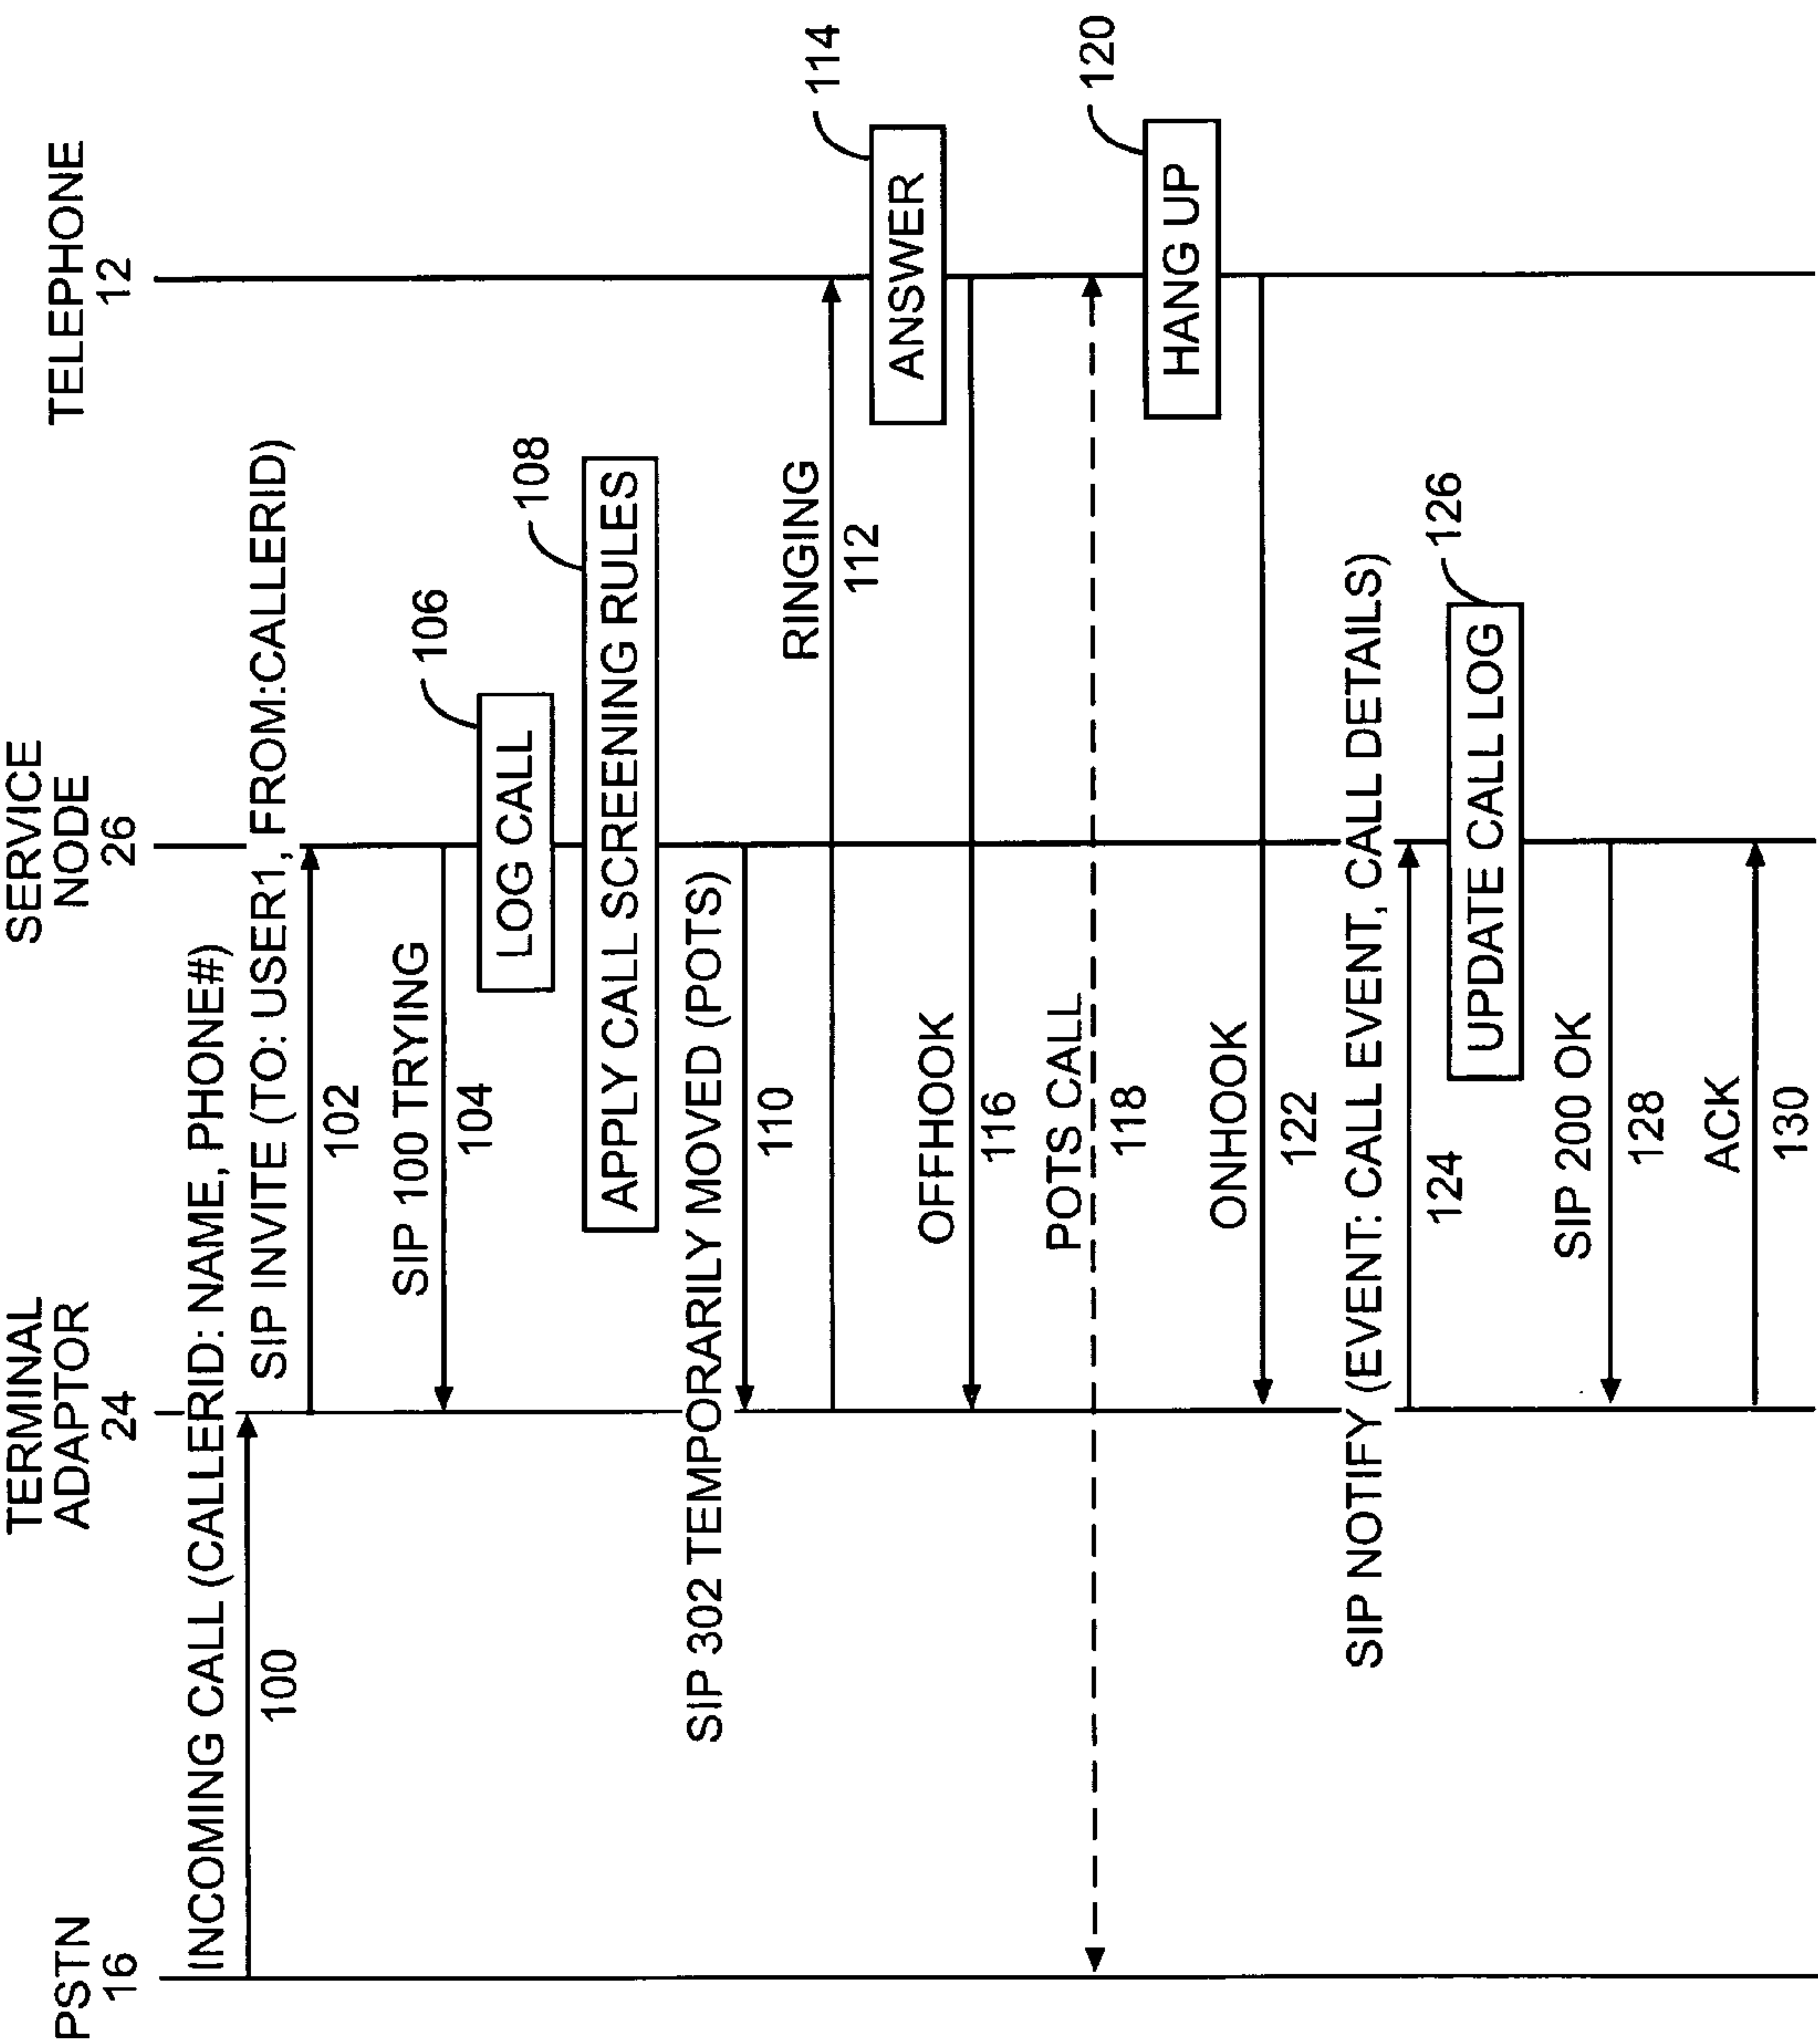 PSTN
16
TERMINAL
ADAPTOR
24
SERVICE
NODE
26
TELEPHONE
12
INCOMING CALL (CALLERID: NAME, PHONE#)
100
SIP INVITE (TO: USER1, FROM:CALLERID)
102
SIP 100 TRYING
104
LOG CALL
106
APPLY CALL SCREENING RULES
108
SIP 302 TEMPORARILY MOVED (POTS)
110
RINGING
112
ANSWER
114
OFFHOOK
116
POTS CALL
118
HANG UP
120
ONHOOK
122
SIP NOTIFY (EVENT: CALL EVENT, CALL DETAILS)
124
UPDATE CALL LOG
126
SIP 200 OK
128
ACK
130